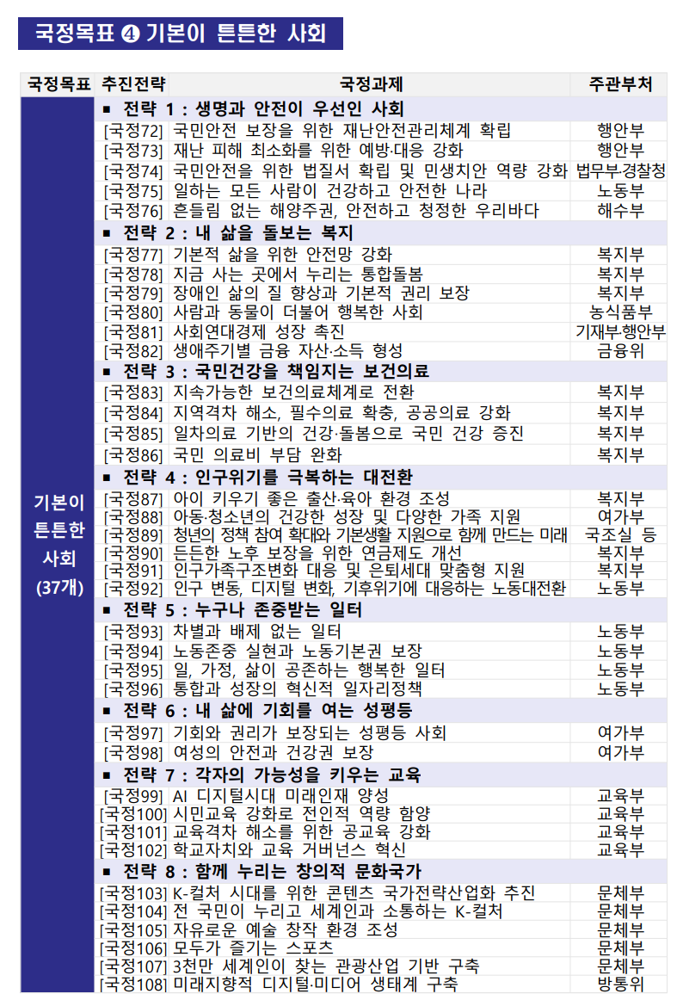 국정목표 ❹ 기본이 튼튼한 사회
국정목표 추진전략 국정과제 주관부처
기본이
튼튼한
사회
(37개)
▪ 전략 1 : 생명과 안전이 우선인 사회
[국정72] 국민안전 보장을 위한 재난안전관리체계 확립 행안부
[국정73] 재난 피해 최소화를 위한 예방·대응 강화 행안부
[국정74] 국민안전을 위한 법질서 확립 및 민생치안 역량 강화 법무부·경찰청
[국정75] 일하는 모든 사람이 건강하고 안전한 나라 노동부
[국정76] 흔들림 없는 해양주권, 안전하고 청정한 우리바다 해수부
▪ 전략 2 : 내 삶을 돌보는 복지
[국정77] 기본적 삶을 위한 안전망 강화 복지부
[국정78] 지금 사는 곳에서 누리는 통합돌봄 복지부
[국정79] 장애인 삶의 질 향상과 기본적 권리 보장 복지부
[국정80] 사람과 동물이 더불어 행복한 사회 농식품부
[국정81] 사회연대경제 성장 촉진 기재부·행안부
[국정82] 생애주기별 금융 자산·소득 형성 금융위
▪ 전략 3 : 국민건강을 책임지는 보건의료
[국정83] 지속가능한 보건의료체계로 전환 복지부
[국정84] 지역격차 해소, 필수의료 확충, 공공의료 강화 복지부
[국정85] 일차의료 기반의 건강·돌봄으로 국민 건강 증진 복지부
[국정86] 국민 의료비 부담 완화 복지부
▪ 전략 4 : 인구위기를 극복하는 대전환
[국정87] 아이 키우기 좋은 출산·육아 환경 조성 복지부
[국정88] 아동·청소년의 건강한 성장 및 다양한 가족 지원 여가부
[국정89] 청년의 정책 참여 확대와 기본생활 지원으로 함께 만드는 미래 국조실 등
[국정90] 든든한 노후 보장을 위한 연금제도 개선 복지부
[국정91] 인구가족구조변화 대응 및 은퇴세대 맞춤형 지원 복지부
[국정92] 인구 변동, 디지털 변화, 기후위기에 대응하는 노동대전환 노동부
▪ 전략 5 : 누구나 존중받는 일터
[국정93] 차별과 배제 없는 일터 노동부
[국정94] 노동존중 실현과 노동기본권 보장 노동부
[국정95] 일, 가정, 삶이 공존하는 행복한 일터 노동부
[국정96] 통합과 성장의 혁신적 일자리정책 노동부
▪ 전략 6 : 내 삶에 기회를 여는 성평등
[국정97] 기회와 권리가 보장되는 성평등 사회 여가부
[국정98] 여성의 안전과 건강권 보장 여가부
▪ 전략 7 : 각자의 가능성을 키우는 교육
[국정99] AI 디지털시대 미래인재 양성 교육부
[국정100] 시민교육 강화로 전인적 역량 함양 교육부
[국정101] 교육격차 해소를 위한 공교육 강화 교육부
[국정102] 학교자치와 교육 거버넌스 혁신 교육부
▪ 전략 8 : 함께 누리는 창의적 문화국가
[국정103] K-컬처 시대를 위한 콘텐츠 국가전략산업화 추진 문체부
[국정104] 전 국민이 누리고 세계인과 소통하는 K-컬처 문체부
[국정105] 자유로운 예술 창작 환경 조성 문체부
[국정106] 모두가 즐기는 스포츠 문체부
[국정107] 3천만 세계인이 찾는 관광산업 기반 구축 문체부
[국정108] 미래지향적 디지털·미디어 생태계 구축 방통위